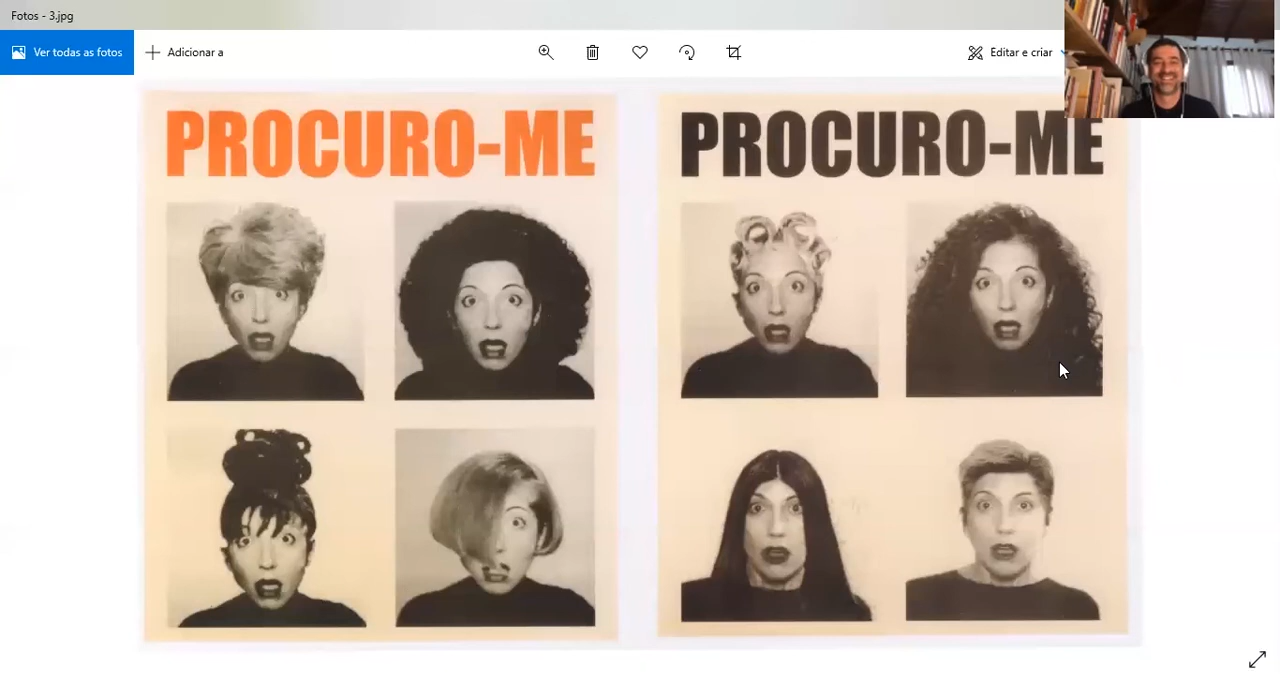 Fotos - 3.jpg
Ver todas as fotos
Adicionar a
Editar e criar
PROCURO-ME
PROCURO-ME